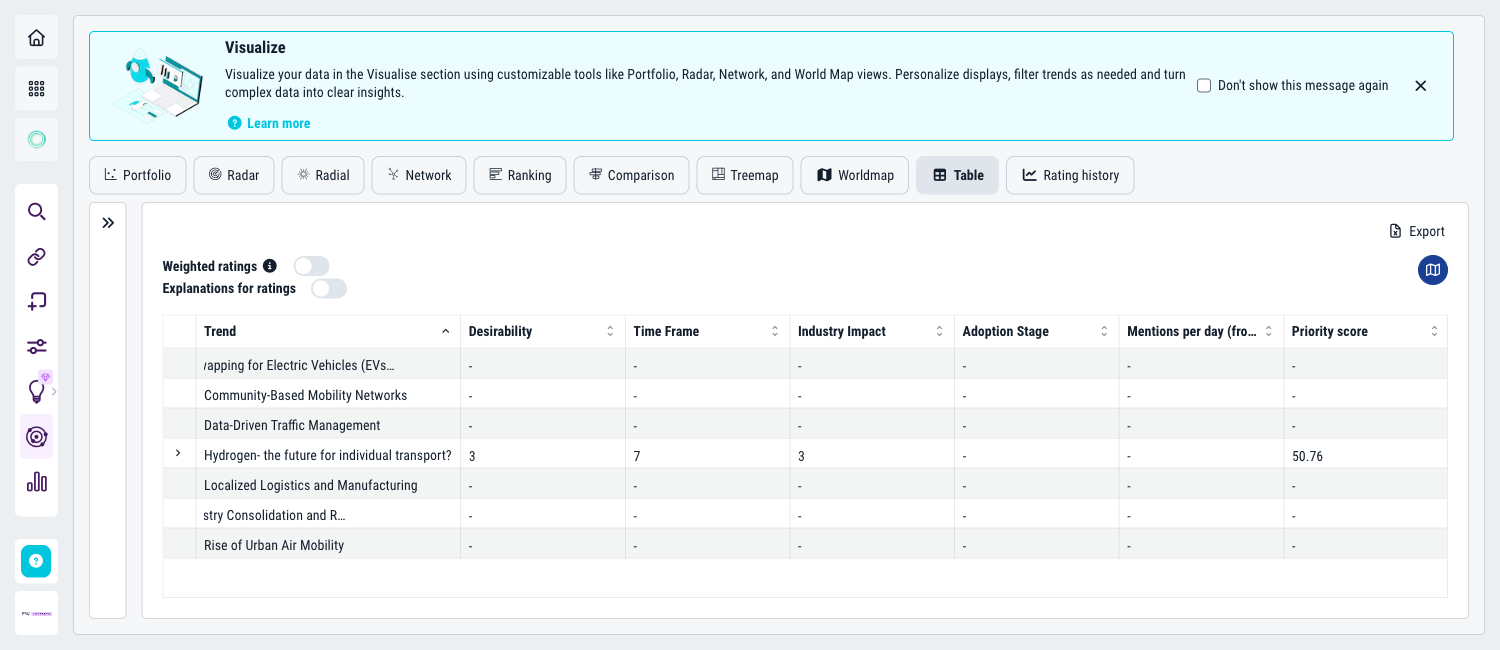 Visualize
Visualize your data in the Visualise section using customizable tools like Portfolio, Radar, Network, and World Map views. Personalize displays, filter trends as needed and turn
complex data into clear insights.
Don't show this message again
Learn more
Portfolio Radar Radial Network Ranking Comparison Treemap Worldmap Table Rating history
Export
Weighted ratings
Explanations for ratings
Trend Desirability Time Frame Industry Impact Adoption Stage Mentions per day (fro... Priority score
apping for Electric Vehicles (EVs... - - - - - -
Community-Based Mobility Networks - - - - - -
Data-Driven Traffic Management - - - - - -
Hydrogen- the future for individual transport? 3 7 3 - - 50.76
Localized Logistics and Manufacturing - - - - - -
stry Consolidation and R... - - - - - -
Rise of Urban Air Mobility - - - - - -